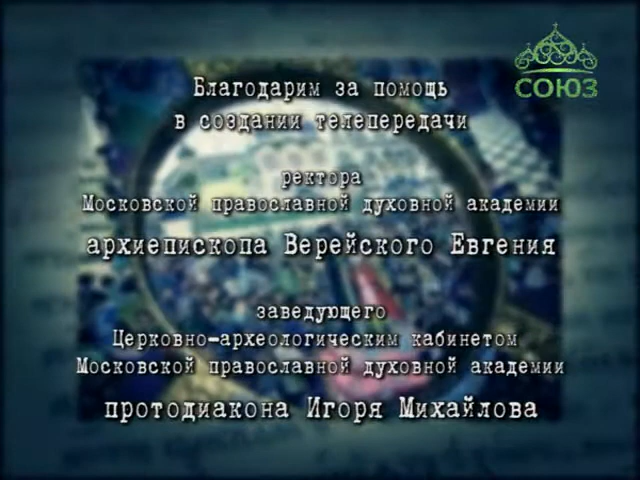 СОЮЗ
Благодарим за помощь
в создании телепередачи
ректора
Московской православной духовной академии
архиепископа Верейского Евгения
заведующего
Церковно-археологическим кабинетом
Московской православной духовной академии
протодиакона Игоря Михайлова